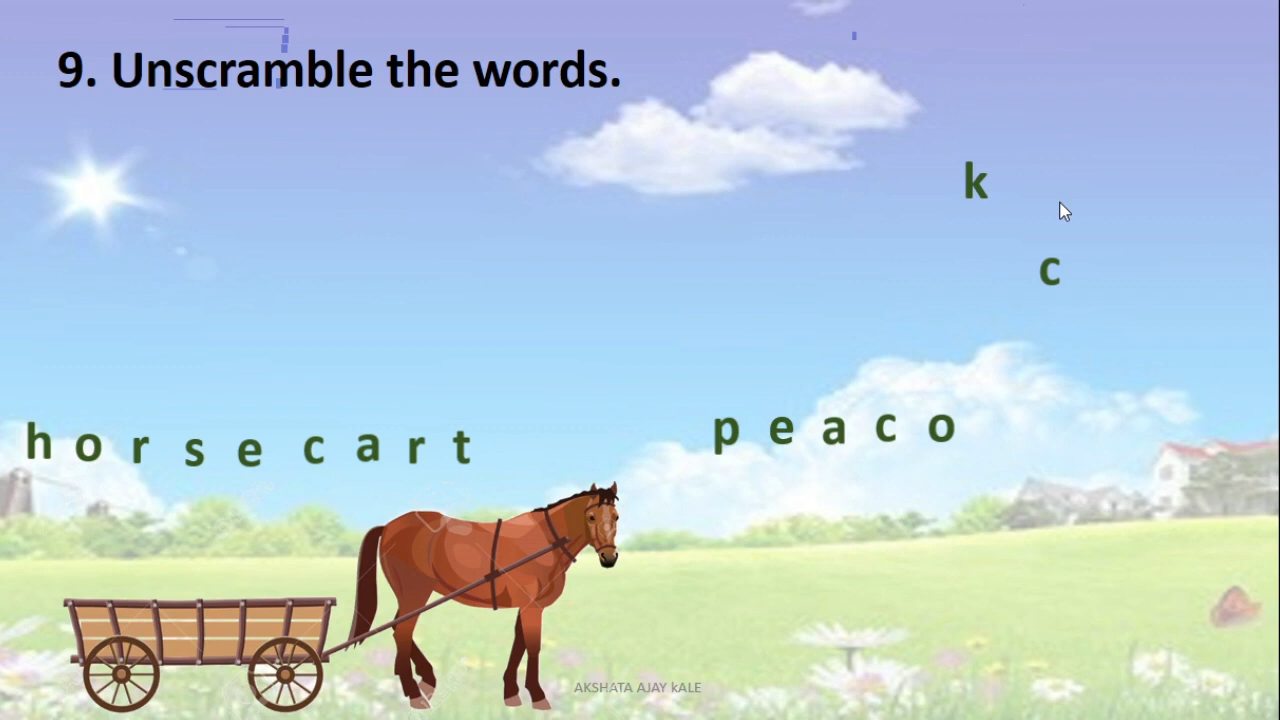 9. Unscramble the words.
k
c
h o r s e c a r t
p e a c o
AKSHATA AJAY kALE